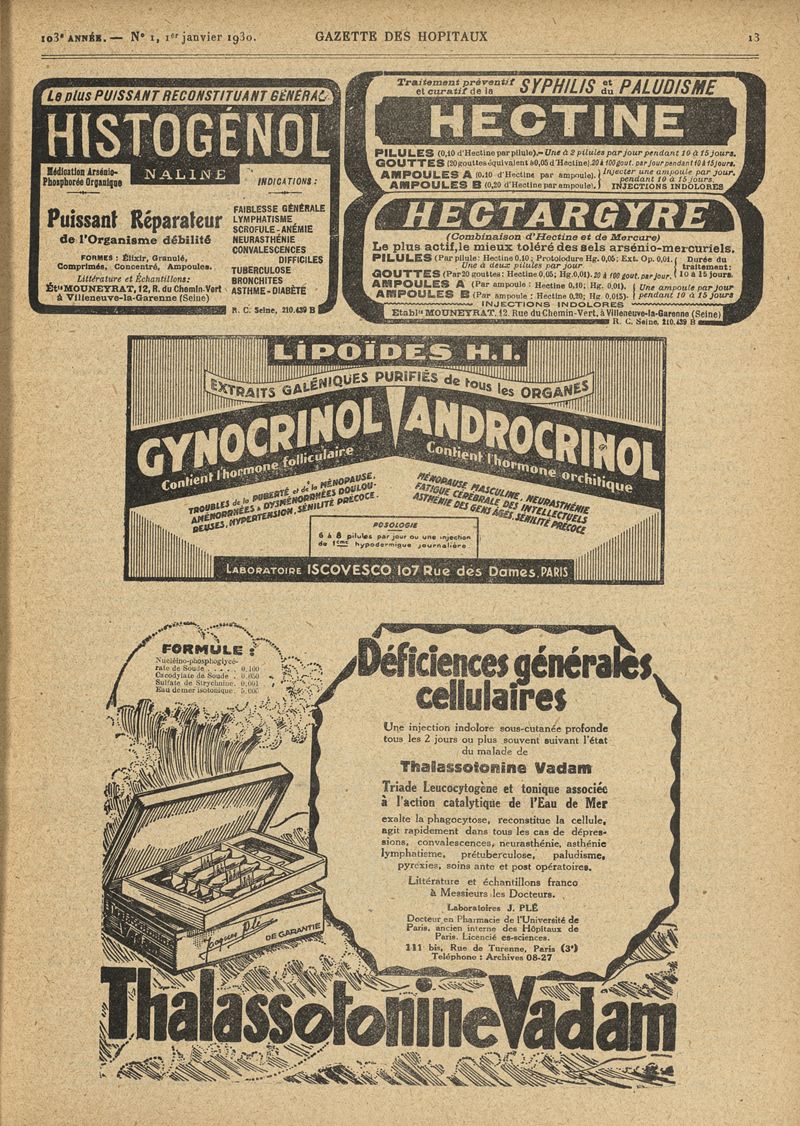 103e ANNÉE. — N° 1, 1er janvier 1930.
GAZETTE DES HOPITAUX
13
Le plus PUISSANT RECONSTITUANT GÉNÉRAL
HISTOGÉNOL
NALINE
Médication Arsénio-
Phosphorée Organique
INDICATIONS :
Puissant Réparateur
de l'Organisme débilité
FORMES : Élixir, Granulé,
Comprimés, Concentré, Ampoules.
Littérature et Échantillons:
Éts MOUNEYRAT, 12, R. du Chemin-Vert
à Villeneuve-la-Garenne (Seine)
FAIBLESSE GÉNÉRALE
LYMPHATISME
SCROFULE - ANÉMIE
NEURASTHÉNIE
CONVALESCENCES
DIFFICILES
TUBERCULOSE
BRONCHITES
ASTHME - DIABÈTE
R. C. Seine, 210.439 B
Traitement préventif et curatif de la SYPHILIS et du PALUDISME
HECTINE
PILULES (0,10 d'Hectine par pilule).— Une à 2 pilules par jour pendant 10 à 15 jours.
GOUTTES (20 gouttes équivalent à 0,05 d'Hectine). 20 à 100 gout. par jour pendant 10 à 15 jours.
AMPOULES A (0,10 d'Hectine par ampoule). Injecter une ampoule par jour.
AMPOULES B (0,20 d'Hectine par ampoule). pendant 10 à 15 jours.
INJECTIONS INDOLORES
HECTARGYRE
(Combinaison d'Hectine et de Mercure)
Le plus actif, le mieux toléré des sels arsénio-mercuriels.
PILULES (Par pilule: Hectine 0,10; Protoiodure Hg. 0,05; Ext. Op. 0,01.
Une à deux pilules par jour
GOUTTES (Par 20 gouttes: Hectine 0,05; Hg. 0,01). 20 à 100 gout. par jour.
Durée du
traitement:
10 à 15 jours.
AMPOULES A (Par ampoule : Hectine 0,10; Hg. 0,01).
AMPOULES B (Par ampoule : Hectine 0,20; Hg. 0,015).
Une ampoule par jour
pendant 10 à 15 jours
INJECTIONS INDOLORES
Etablts MOUNEYRAT, 12, Rue du Chemin-Vert, à Villeneuve-la-Garenne (Seine)
R. C. Seine, 210.439 B
LIPOÏDES H.I.
EXTRAITS GALÉNIQUES PURIFIÉS de tous les ORGANES
GYNOCRINOL
Contient l'hormone folliculaire
TROUBLES de la PUBERTÉ et de la MÉNOPAUSE,
AMÉNORRHÉES & DYSMÉNORRHÉES DOULOU-
REUSES, HYPERTENSION, SÉNILITÉ PRÉCOCE.
ANDROCRINOL
Contient l'hormone orchitique
MÉNOPAUSE MASCULINE, NEURASTHÉNIE
FATIGUE CÉRÉBRALE DES INTELLECTUELS
ASTHÉNIE DES GENS AGÉS, SÉNILITÉ PRÉCOCE
POSOLOGIE
6 à 8 pilules par jour ou une injection
de 1cmc hypodermique journalière
LABORATOIRE ISCOVESCO 107 Rue des Dames, PARIS
FORMULE :
Nucléino-phosphoglycé-
rate de Soude . . . . . 0.100
Cacodylate de Soude . 0.050
Sulfate de Strychnine. 0.001
Eau de mer isotonique. 5.000
Déficiences générales
cellulaires
Une injection indolore sous-cutanée profonde
tous les 2 jours ou plus souvent suivant l'état
du malade de
Thalassotonine Vadam
Triade Leucocytogène et tonique associée
à l'action catalytique de l'Eau de Mer
exalte la phagocytose, reconstitue la cellule,
agit rapidement dans tous les cas de dépres-
sions, convalescences, neurasthénie, asthénie
lymphatisme, prétuberculose, paludisme,
pyrexies, soins ante et post opératoires.
Littérature et échantillons franco
à Messieurs les Docteurs.
Laboratoires J. PLÉ
Docteur en Pharmacie de l'Université de
Paris, ancien interne des Hôpitaux de
Paris. Licencié es-sciences.
111 bis, Rue de Turenne, Paris (3e)
Téléphone : Archives 08-27
Jacques Plé
DE GARANTIE
Thalassotonine Vadam